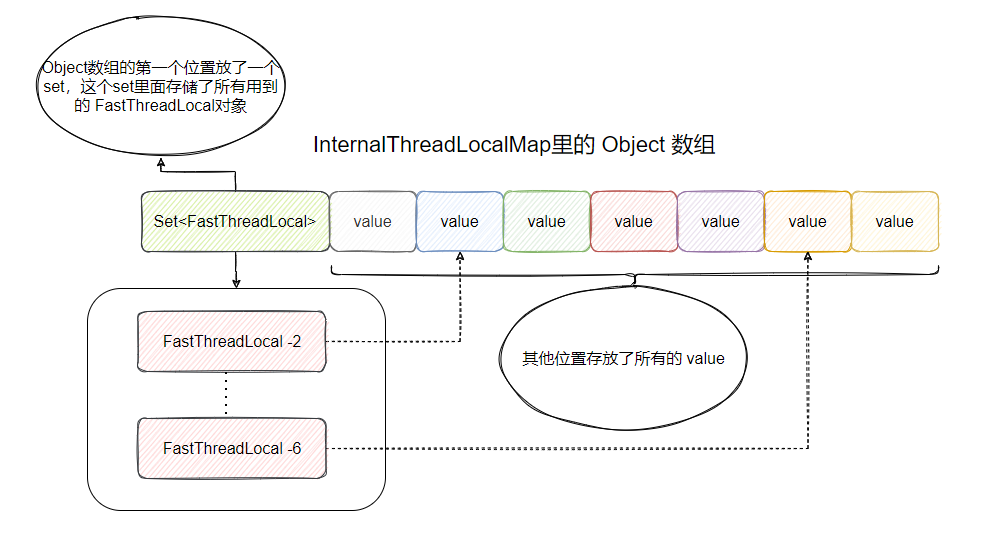 Object数组的第一个位置放了一个
set，这个set里面存储了所有用到
的 FastThreadLocal对象
InternalThreadLocalMap里的 Object 数组
Set<FastThreadLocal> value value value value value value value
FastThreadLocal -2
其他位置存放了所有的 value
FastThreadLocal -6